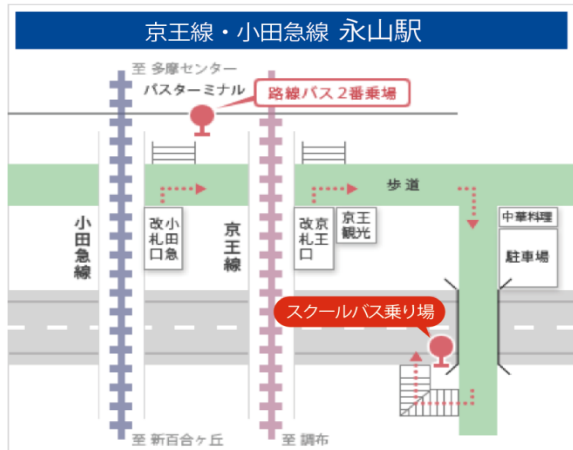 京王線・小田急線 永山駅
至 多摩センター
バスターミナル
路線バス2番乗場
歩道
小田急線
小田急
改札口
京王線
京王
改札口
京王
観光
中華料理
駐車場
スクールバス乗り場
至 新百合ヶ丘
至 調布